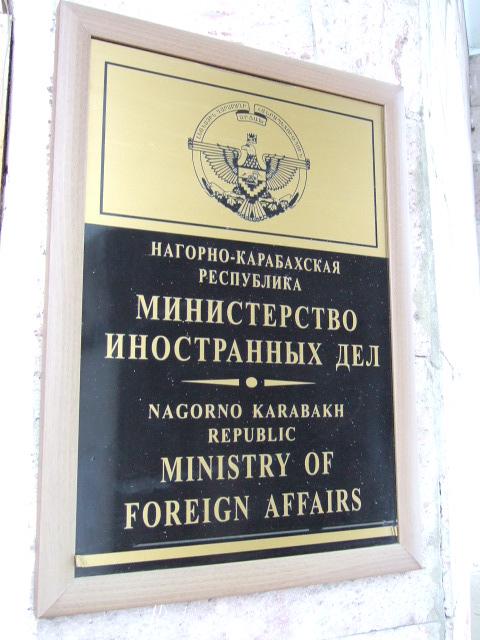 НАГОРНО-КАРАБАХСКАЯ
РЕСПУБЛИКА
МИНИСТЕРСТВО
ИНОСТРАННЫХ ДЕЛ
NAGORNO KARABAKH
REPUBLIC
MINISTRY OF
FOREIGN AFFAIRS